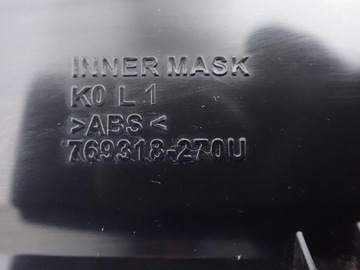 INNER MASK
K0 L 1
>ABS<
769318-270U